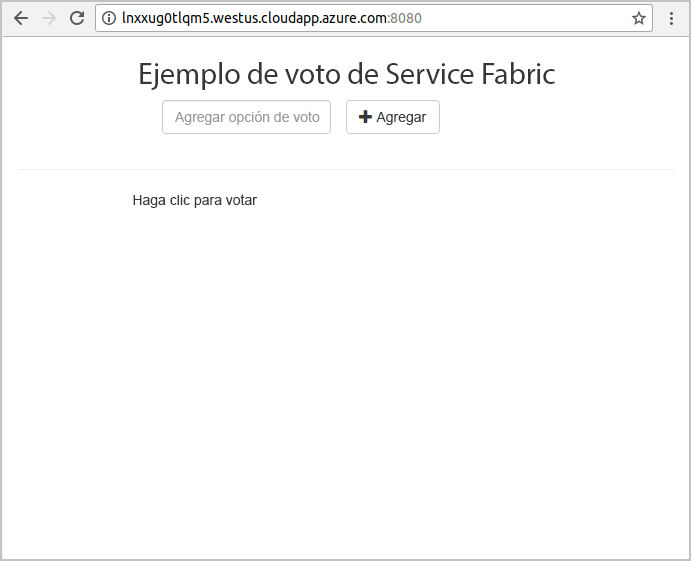 lnxxug0tlqm5.westus.cloudapp.azure.com:8080
Ejemplo de voto de Service Fabric
Agregar opción de voto
Agregar
Haga clic para votar